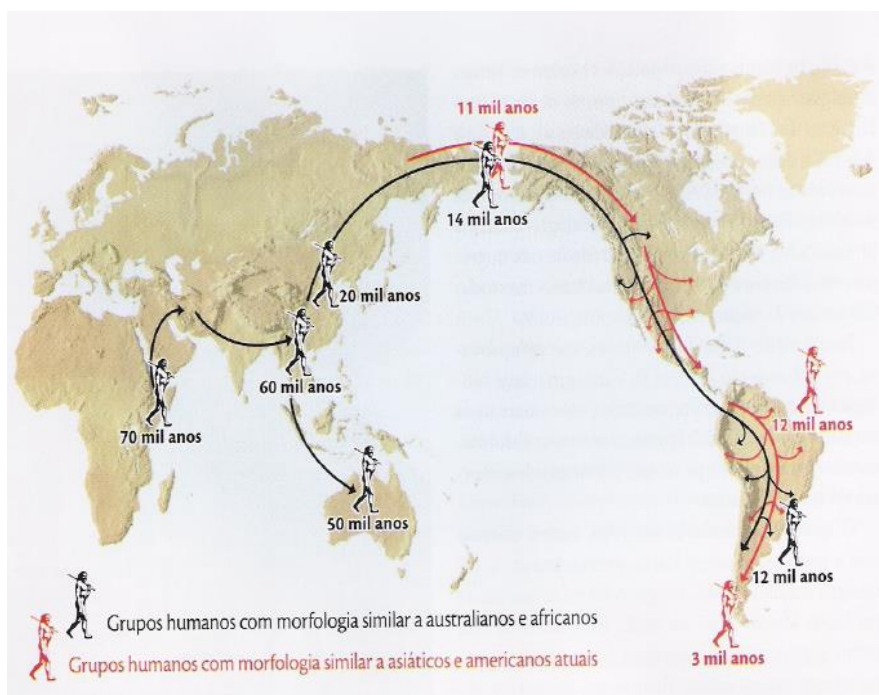 11 mil anos
14 mil anos
20 mil anos
60 mil anos
70 mil anos
50 mil anos
12 mil anos
12 mil anos
3 mil anos
Grupos humanos com morfologia similar a australianos e africanos
Grupos humanos com morfologia similar a asiáticos e americanos atuais